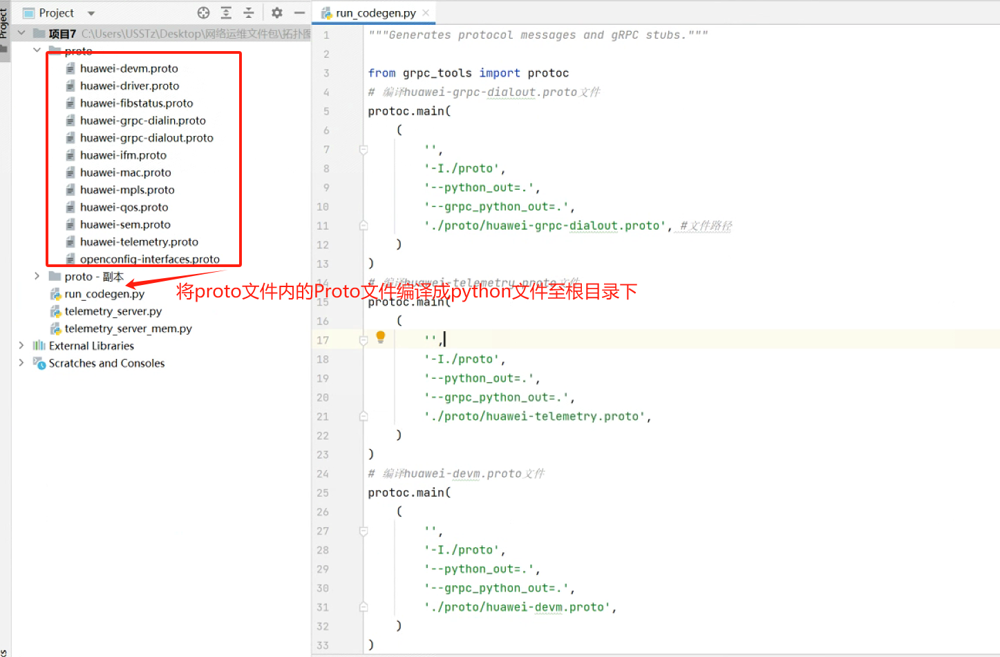 Project
Project
项目7 C:\Users\USSTz\Desktop\网络运维文件包\拓扑图
proto
huawei-devm.proto
huawei-driver.proto
huawei-fibstatus.proto
huawei-grpc-dialin.proto
huawei-grpc-dialout.proto
huawei-ifm.proto
huawei-mac.proto
huawei-mpls.proto
huawei-qos.proto
huawei-sem.proto
huawei-telemetry.proto
openconfig-interfaces.proto
proto - 副本
run_codegen.py
telemetry_server.py
telemetry_server_mem.py
External Libraries
Scratches and Consoles
将proto文件内的Proto文件编译成python文件至根目录下
run_codegen.py
1 """Generates protocol messages and gRPC stubs."""
2
3 from grpc_tools import protoc
4 # 编译huawei-grpc-dialout.proto文件
5 protoc.main(
6 (
7 '',
8 '-I./proto',
9 '--python_out=.',
10 '--grpc_python_out=.',
11 './proto/huawei-grpc-dialout.proto', #文件路径
12 )
13 )
14 # 编译huawei-telemetry.proto文件
15 protoc.main(
16 (
17 '',
18 '-I./proto',
19 '--python_out=.',
20 '--grpc_python_out=.',
21 './proto/huawei-telemetry.proto',
22 )
23 )
24 # 编译huawei-devm.proto文件
25 protoc.main(
26 (
27 '',
28 '-I./proto',
29 '--python_out=.',
30 '--grpc_python_out=.',
31 './proto/huawei-devm.proto',
32 )
33 )